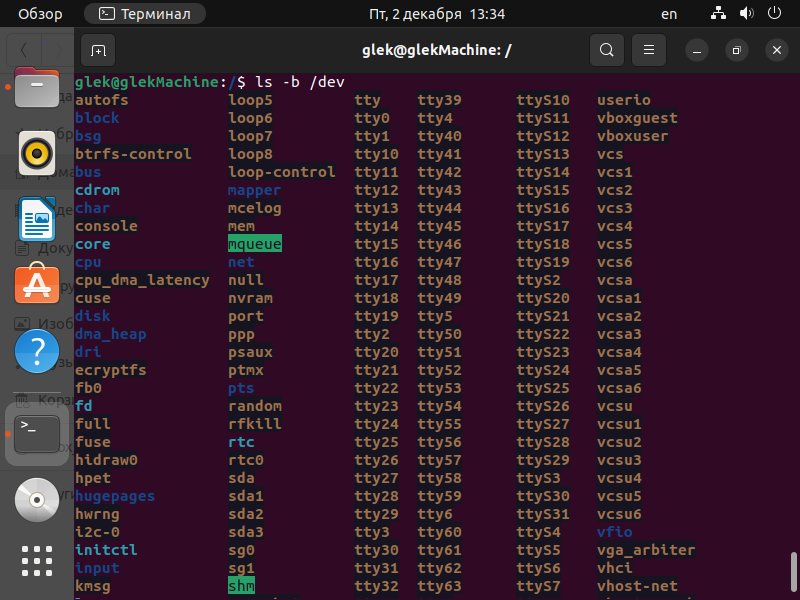 Обзор Терминал Пт, 2 декабря 13:34 en
glek@glekMachine: /
glek@glekMachine:/$ ls -b /dev
autofs loop5 tty tty39 ttyS10 userio
block loop6 tty0 tty4 ttyS11 vboxguest
bsg loop7 tty1 tty40 ttyS12 vboxuser
btrfs-control loop8 tty10 tty41 ttyS13 vcs
bus loop-control tty11 tty42 ttyS14 vcs1
cdrom mapper tty12 tty43 ttyS15 vcs2
char mcelog tty13 tty44 ttyS16 vcs3
console mem tty14 tty45 ttyS17 vcs4
core mqueue tty15 tty46 ttyS18 vcs5
cpu net tty16 tty47 ttyS19 vcs6
cpu_dma_latency null tty17 tty48 ttyS2 vcsa
cuse nvram tty18 tty49 ttyS20 vcsa1
disk port tty19 tty5 ttyS21 vcsa2
dma_heap ppp tty2 tty50 ttyS22 vcsa3
dri psaux tty20 tty51 ttyS23 vcsa4
ecryptfs ptmx tty21 tty52 ttyS24 vcsa5
fb0 pts tty22 tty53 ttyS25 vcsa6
fd random tty23 tty54 ttyS26 vcsu
full rfkill tty24 tty55 ttyS27 vcsu1
fuse rtc tty25 tty56 ttyS28 vcsu2
hidraw0 rtc0 tty26 tty57 ttyS29 vcsu3
hpet sda tty27 tty58 ttyS3 vcsu4
hugepages sda1 tty28 tty59 ttyS30 vcsu5
hwrng sda2 tty29 tty6 ttyS31 vcsu6
i2c-0 sda3 tty3 tty60 ttyS4 vfio
initctl sg0 tty30 tty61 ttyS5 vga_arbiter
input sg1 tty31 tty62 ttyS6 vhci
kmsg shm tty32 tty63 ttyS7 vhost-net